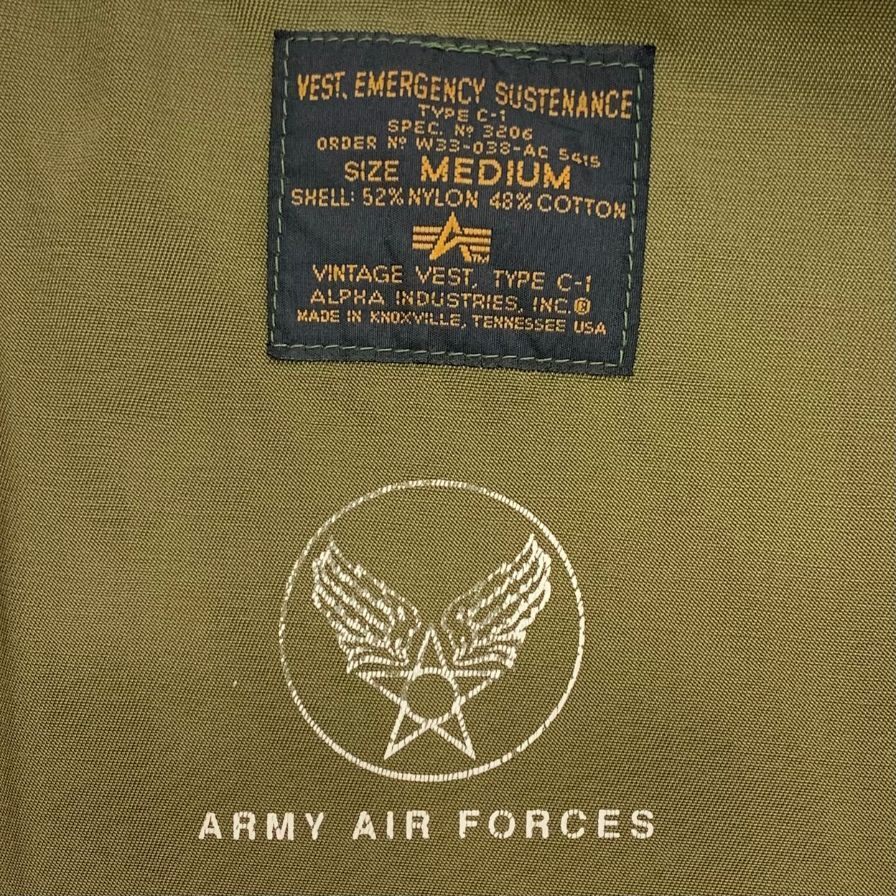 VEST, EMERGENCY SUSTENANCE
TYPE C-1
SPEC. Nº 3206
ORDER Nº W33-038-AC 5415
SIZE MEDIUM
SHELL: 52% NYLON 48% COTTON
TM
VINTAGE VEST, TYPE C-1
ALPHA INDUSTRIES, INC.®
MADE IN KNOXVILLE, TENNESSEE USA
ARMY AIR FORCES